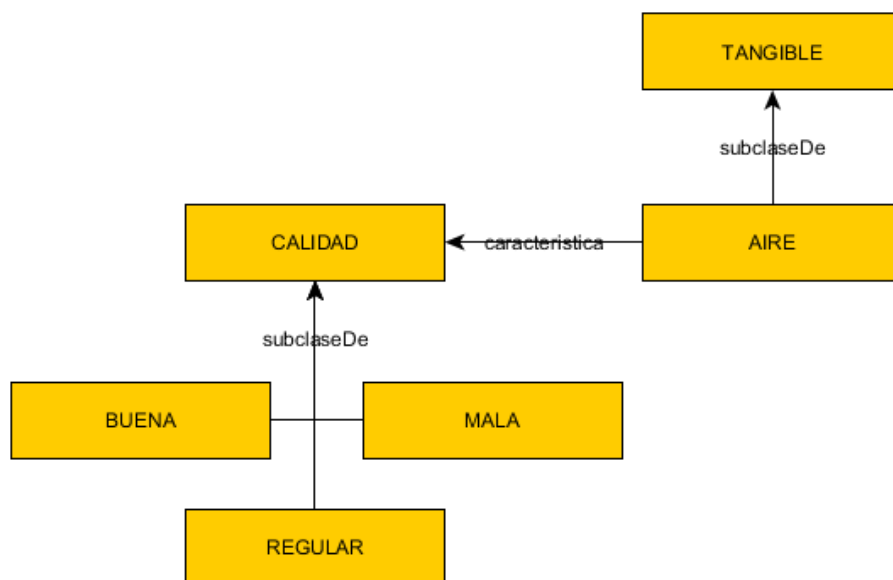 TANGIBLE
subclaseDe
CALIDAD
caracteristica
AIRE
subclaseDe
BUENA
MALA
REGULAR